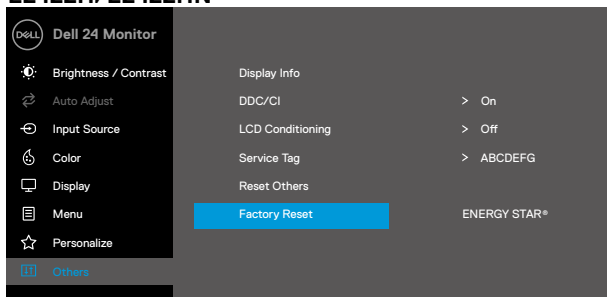 DELL Dell 24 Monitor
Brightness / Contrast Display Info
Auto Adjust DDC/CI > On
Input Source LCD Conditioning > Off
Color Service Tag > ABCDEFG
Display Reset Others
Menu Factory Reset ENERGY STAR®
Personalize
Others